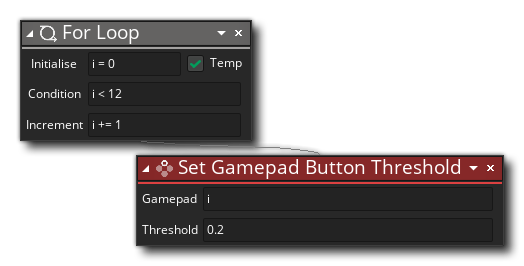 For Loop
Initialise i = 0 Temp
Condition i < 12
Increment i += 1
Set Gamepad Button Threshold
Gamepad i
Threshold 0.2